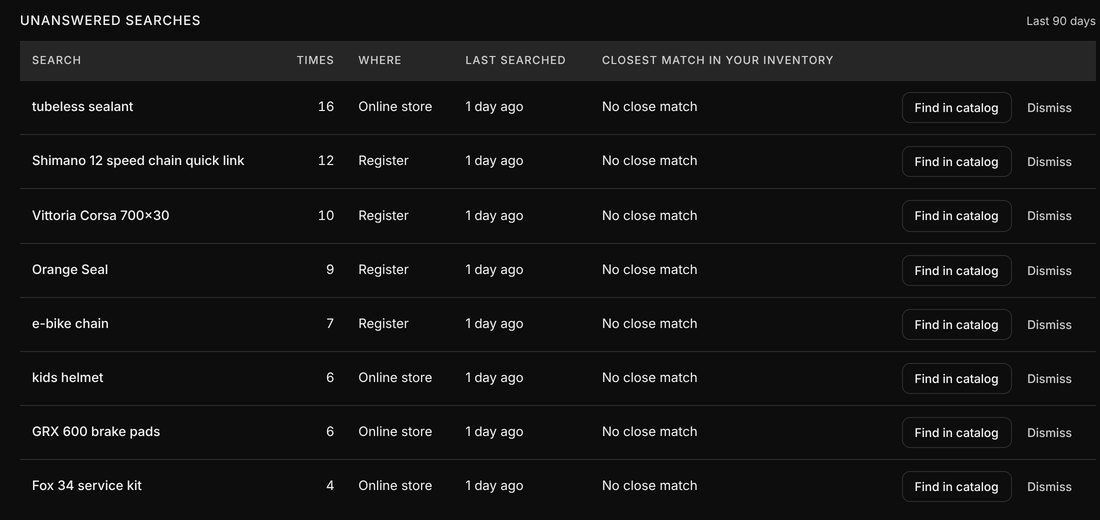 UNANSWERED SEARCHES Last 90 days
SEARCH TIMES WHERE LAST SEARCHED CLOSEST MATCH IN YOUR INVENTORY
tubeless sealant 16 Online store 1 day ago No close match Find in catalog Dismiss
Shimano 12 speed chain quick link 12 Register 1 day ago No close match Find in catalog Dismiss
Vittoria Corsa 700×30 10 Register 1 day ago No close match Find in catalog Dismiss
Orange Seal 9 Register 1 day ago No close match Find in catalog Dismiss
e-bike chain 7 Register 1 day ago No close match Find in catalog Dismiss
kids helmet 6 Online store 1 day ago No close match Find in catalog Dismiss
GRX 600 brake pads 6 Online store 1 day ago No close match Find in catalog Dismiss
Fox 34 service kit 4 Online store 1 day ago No close match Find in catalog Dismiss